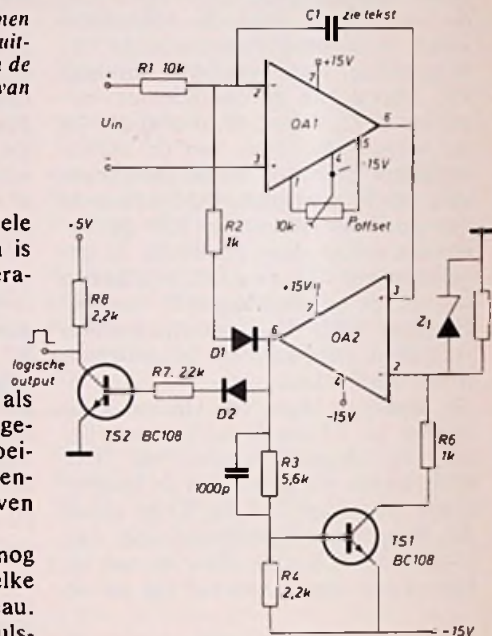 men
uit-
de
van
ele
is
era-
als
ge-
bei-
en-
ven
nog
elke
au.
uls-
C1
zie tekst
R1 10k
+15V
7
2
-
6
OA1
Uin
+
-
3
+
4
5
-15V
1
10k
Poffset
+5V
R2
1k
R8
2,2k
+15V
7
3
+
6
OA2
Z1
D1
2
-
4
-15V
logische
output
R7. 22k
D2
TS2 BC108
R6
1k
R3
5,6k
1000p
TS1
BC108
R4
2,2k
-15V